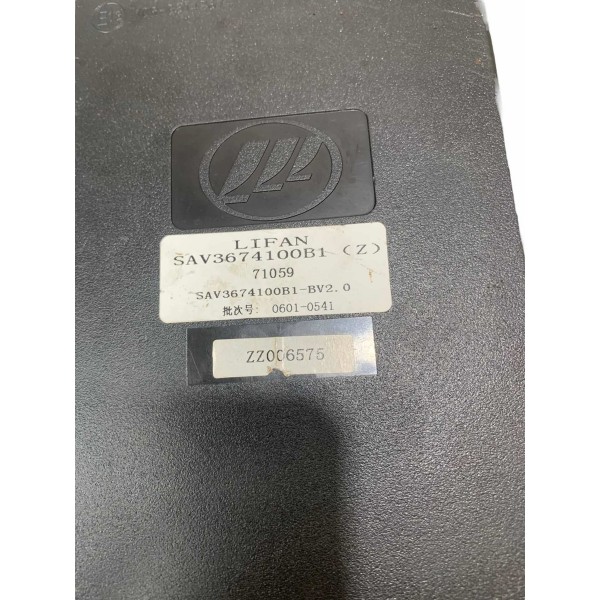 LIFAN
SAV3674100B1 (Z)
71059
SAV3674100B1-BV2.0
批次号: 0601-0541
ZZ006575